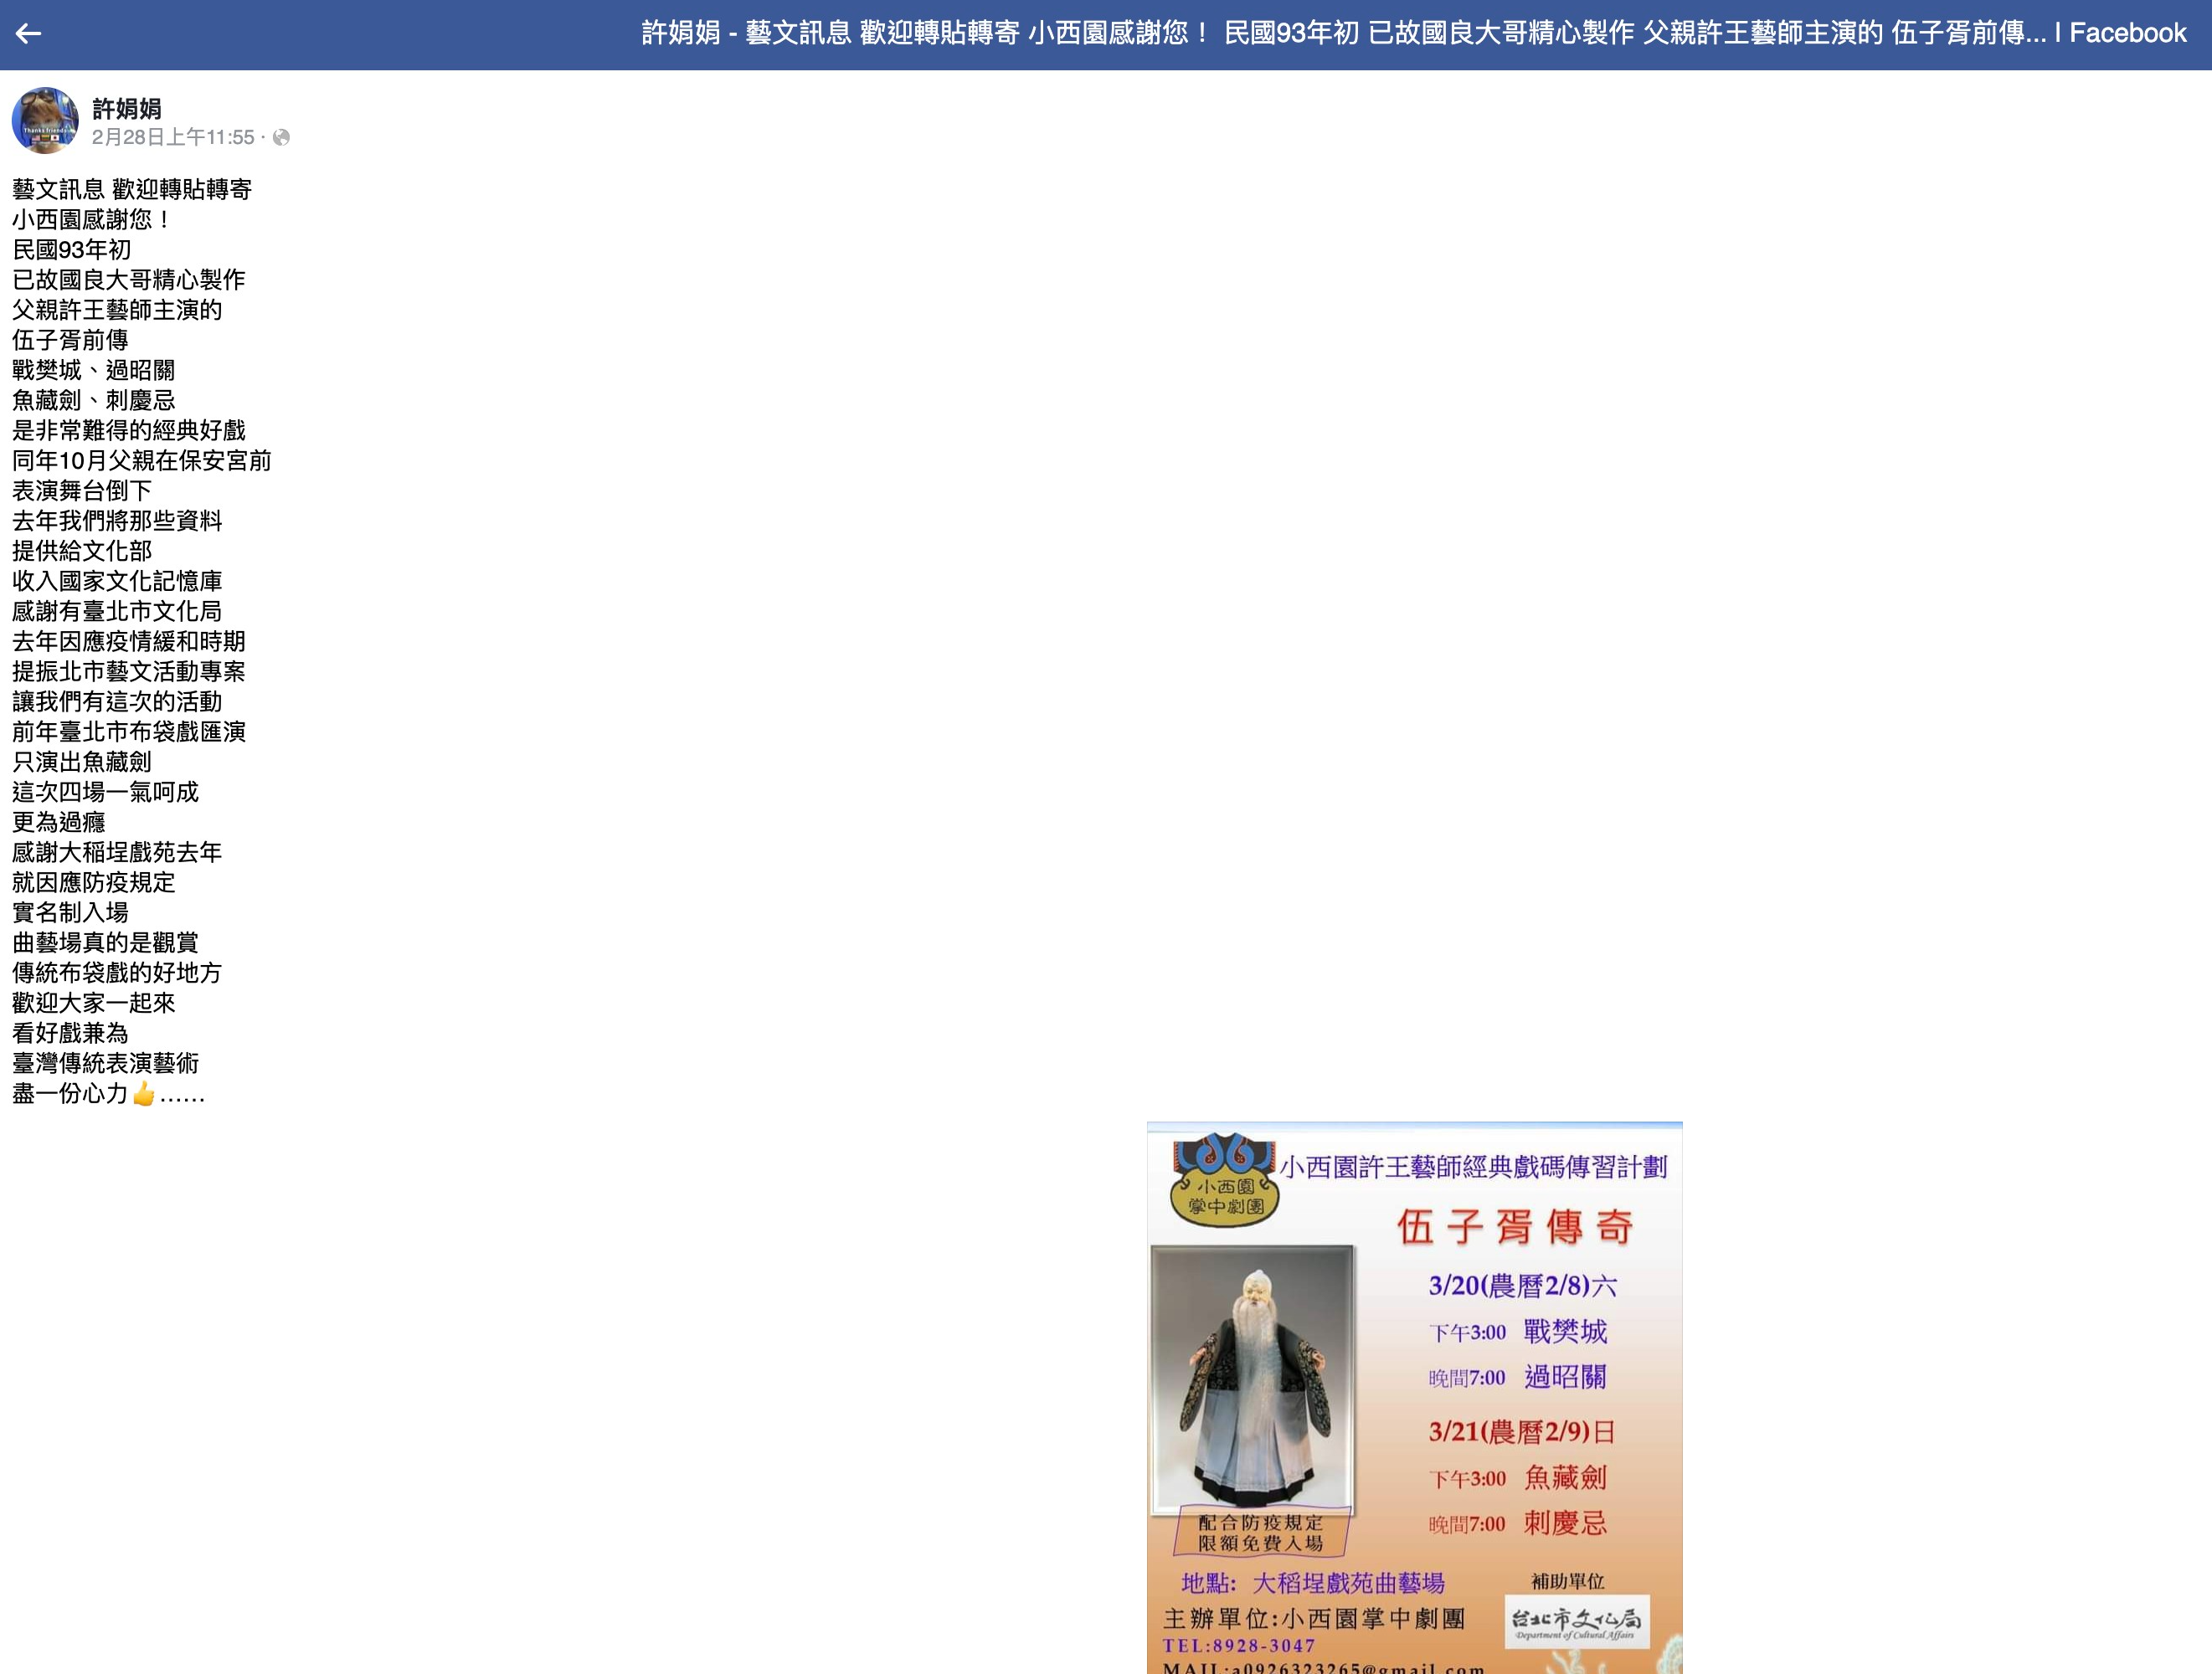 許娟娟 - 藝文訊息 歡迎轉貼轉寄 小西園感謝您！ 民國93年初 已故國良大哥精心製作 父親許王藝師主演的 伍子胥前傳... | Facebook
許娟娟
2月28日上午11:55 ·
Thanks friends
藝文訊息 歡迎轉貼轉寄
小西園感謝您！
民國93年初
已故國良大哥精心製作
父親許王藝師主演的
伍子胥前傳
戰樊城、過昭關
魚藏劍、刺慶忌
是非常難得的經典好戲
同年10月父親在保安宮前
表演舞台倒下
去年我們將那些資料
提供給文化部
收入國家文化記憶庫
感謝有臺北市文化局
去年因應疫情緩和時期
提振北市藝文活動專案
讓我們有這次的活動
前年臺北市布袋戲匯演
只演出魚藏劍
這次四場一氣呵成
更為過癮
感謝大稻埕戲苑去年
就因應防疫規定
實名制入場
曲藝場真的是觀賞
傳統布袋戲的好地方
歡迎大家一起來
看好戲兼為
臺灣傳統表演藝術
盡一份心力👍……
小西園
掌中劇團
小西園許王藝師經典戲碼傳習計劃
伍子胥傳奇
3/20(農曆2/8)六
下午3:00 戰樊城
晚間7:00 過昭關
3/21(農曆2/9)日
下午3:00 魚藏劍
晚間7:00 刺慶忌
配合防疫規定
限額免費入場
地點: 大稻埕戲苑曲藝場
補助單位
台北市文化局
Department of Cultural Affairs
主辦單位:小西園掌中劇團
TEL:8928-3047
MAIL:a0926323265@gmail.com